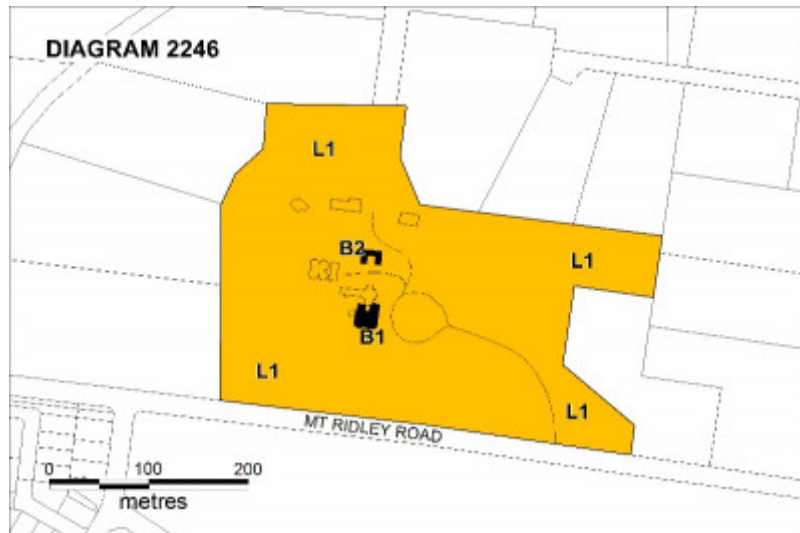 DIAGRAM 2246
L1
B2
L1
B1
L1
L1
MT RIDLEY ROAD
0 100 200
metres